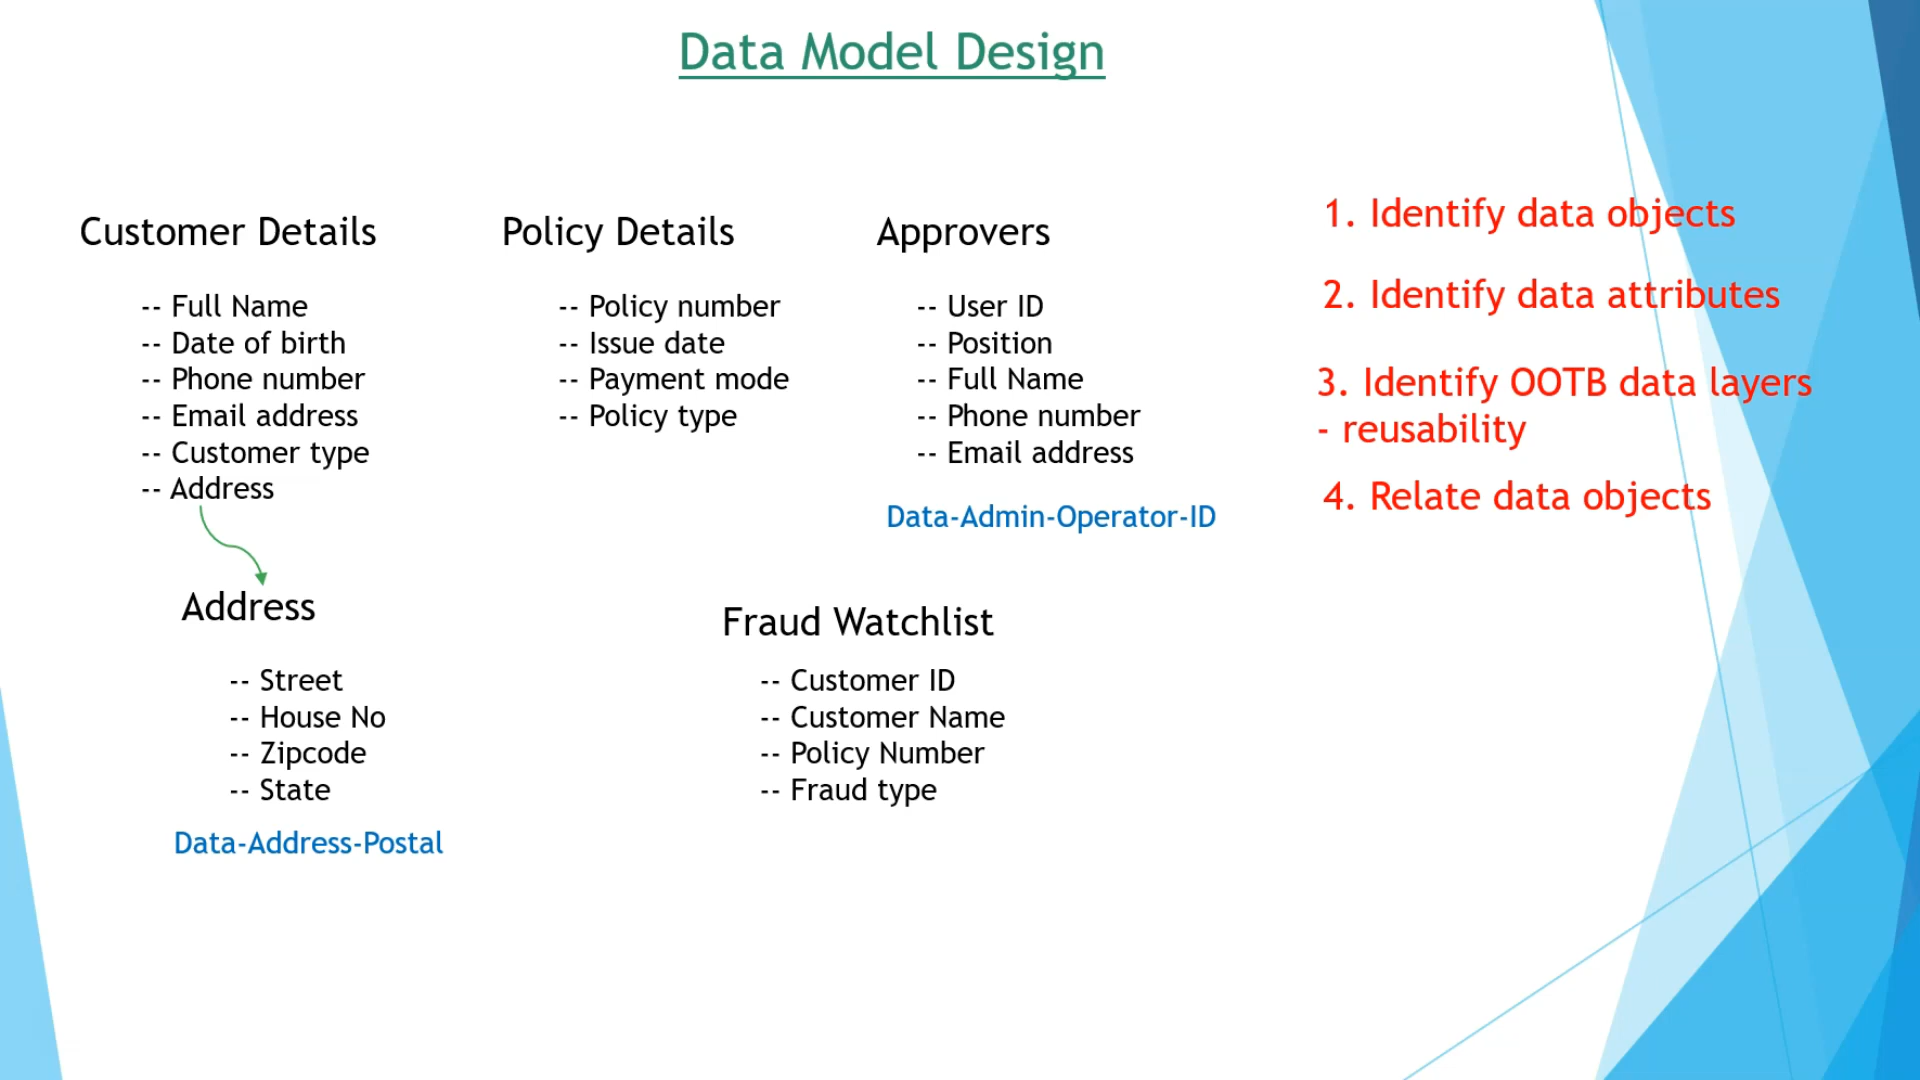 Data Model Design
Customer Details
-- Full Name
-- Date of birth
-- Phone number
-- Email address
-- Customer type
-- Address
Policy Details
-- Policy number
-- Issue date
-- Payment mode
-- Policy type
Approvers
-- User ID
-- Position
-- Full Name
-- Phone number
-- Email address
Data-Admin-Operator-ID
Address
-- Street
-- House No
-- Zipcode
-- State
Data-Address-Postal
Fraud Watchlist
-- Customer ID
-- Customer Name
-- Policy Number
-- Fraud type
1. Identify data objects
2. Identify data attributes
3. Identify OOTB data layers
- reusability
4. Relate data objects